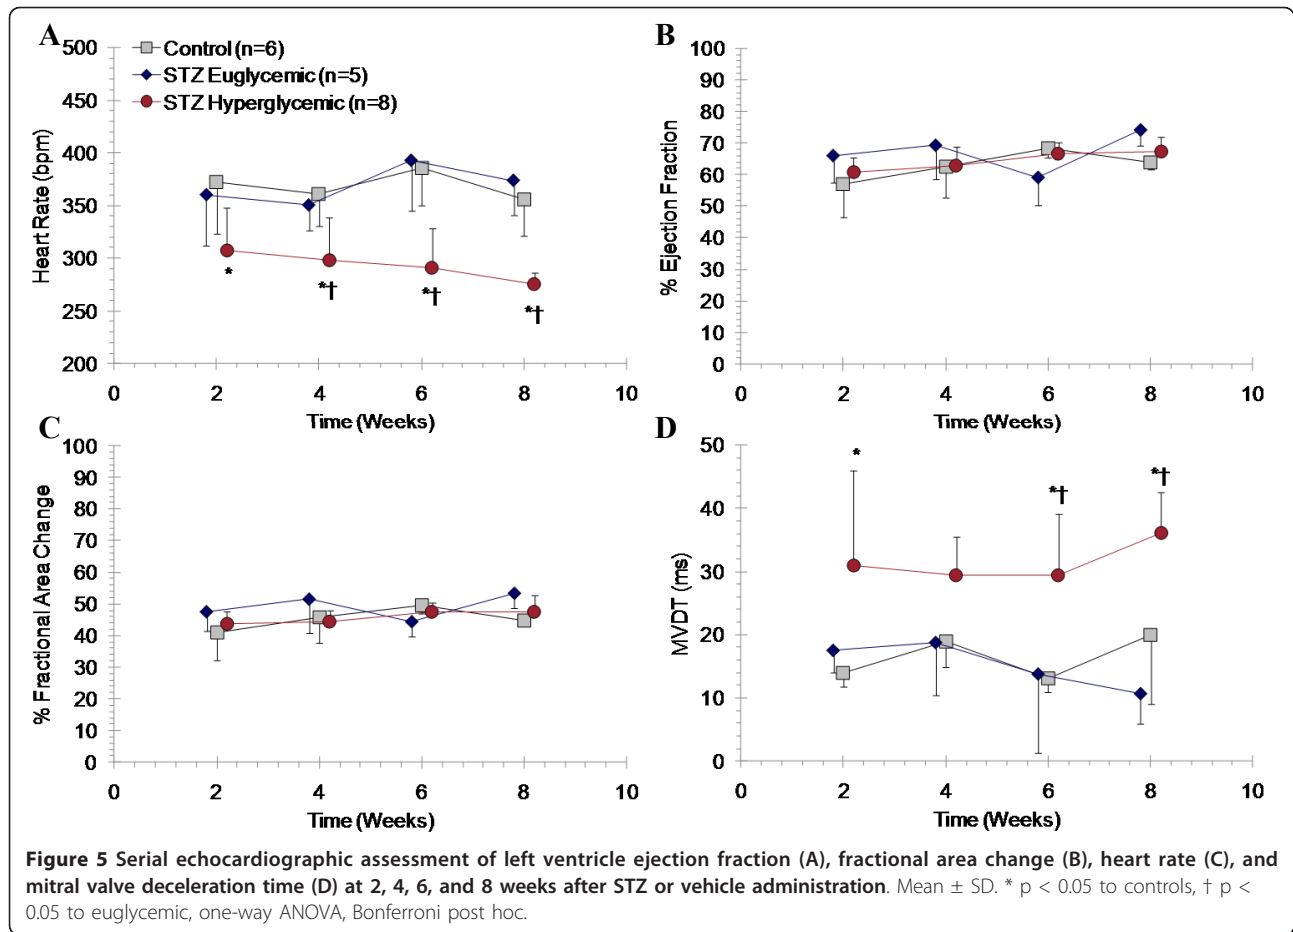 A
500
450
400
350
300
250
200
Heart Rate (bpm)
Control (n=6)
STZ Euglycemic (n=5)
STZ Hyperglycemic (n=8)
*
*†
*†
*†
0 2 4 6 8 10
Time (Weeks)
B
100
90
80
70
60
50
40
30
20
10
0
% Ejection Fraction
0 2 4 6 8 10
Time (Weeks)
C
100
90
80
70
60
50
40
30
20
10
0
% Fractional Area Change
0 2 4 6 8 10
Time (Weeks)
D
50
40
30
20
10
0
MVDT (ms)
*
*†
*†
0 2 4 6 8 10
Time (Weeks)
Figure 5 Serial echocardiographic assessment of left ventricle ejection fraction (A), fractional area change (B), heart rate (C), and
mitral valve deceleration time (D) at 2, 4, 6, and 8 weeks after STZ or vehicle administration. Mean ± SD. * p < 0.05 to controls, † p <
0.05 to euglycemic, one-way ANOVA, Bonferroni post hoc.